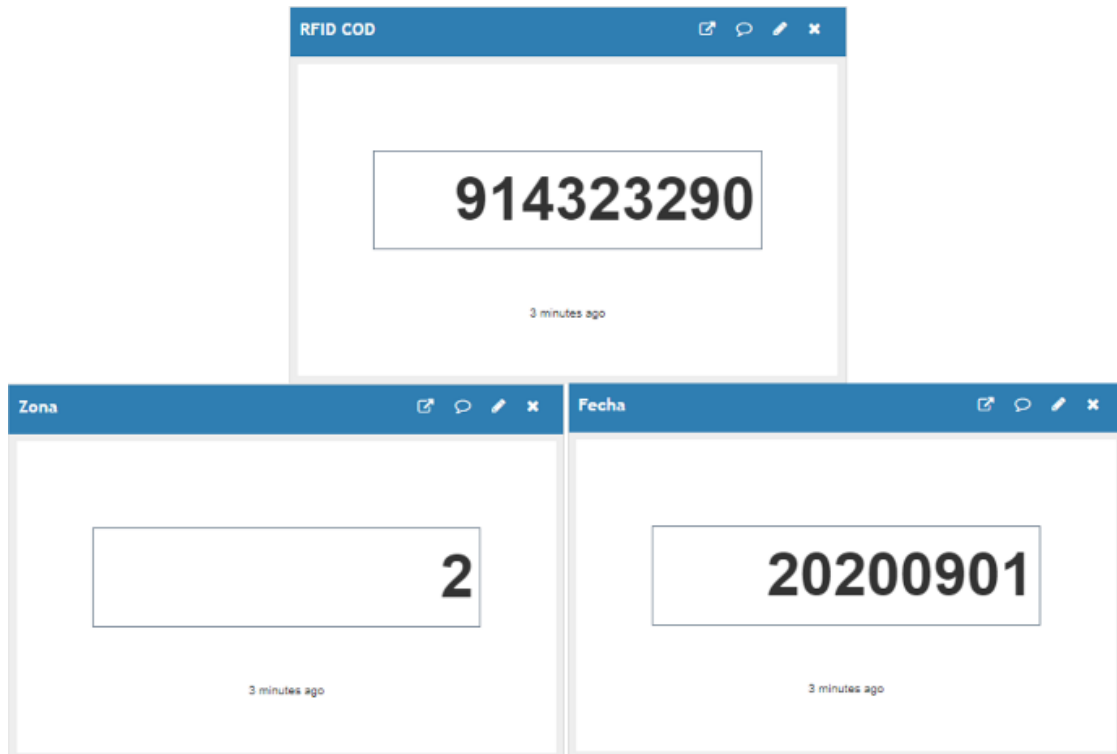 RFID COD
914323290
3 minutes ago
Zona
2
3 minutes ago
Fecha
20200901
3 minutes ago